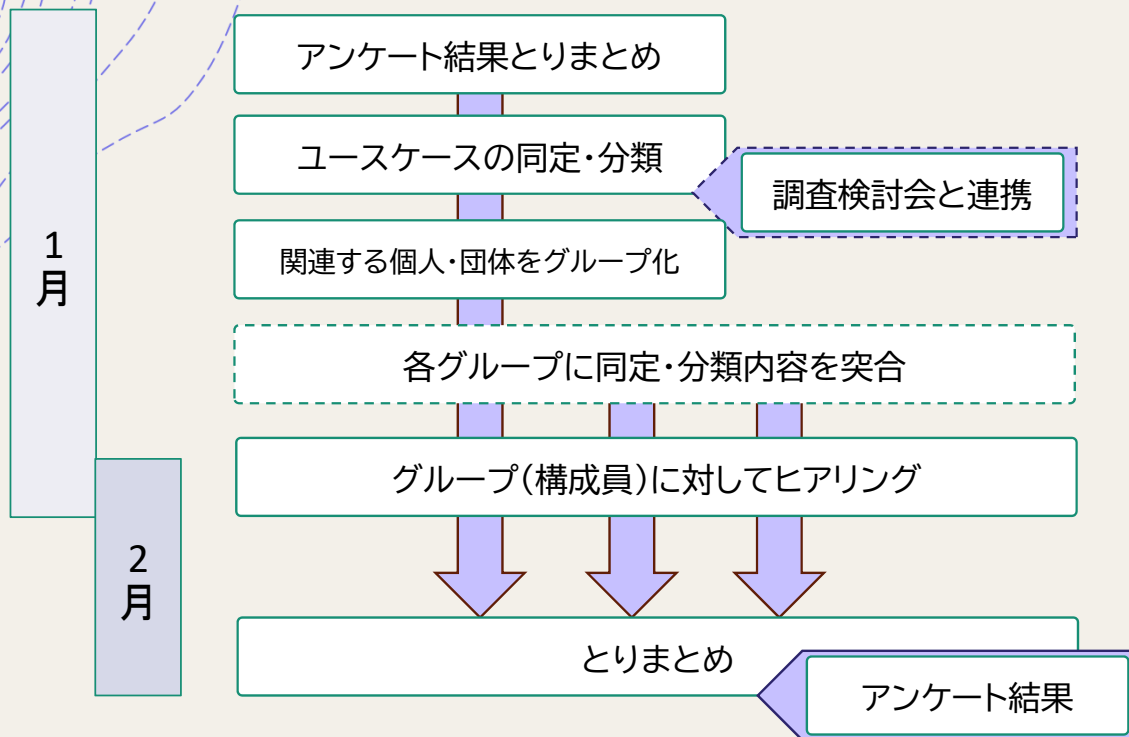 アンケート結果とりまとめ
ユースケースの同定・分類
調査検討会と連携
関連する個人・団体をグループ化
1
月
各グループに同定・分類内容を突合
グループ(構成員)に対してヒアリング
2
月
とりまとめ
アンケート結果